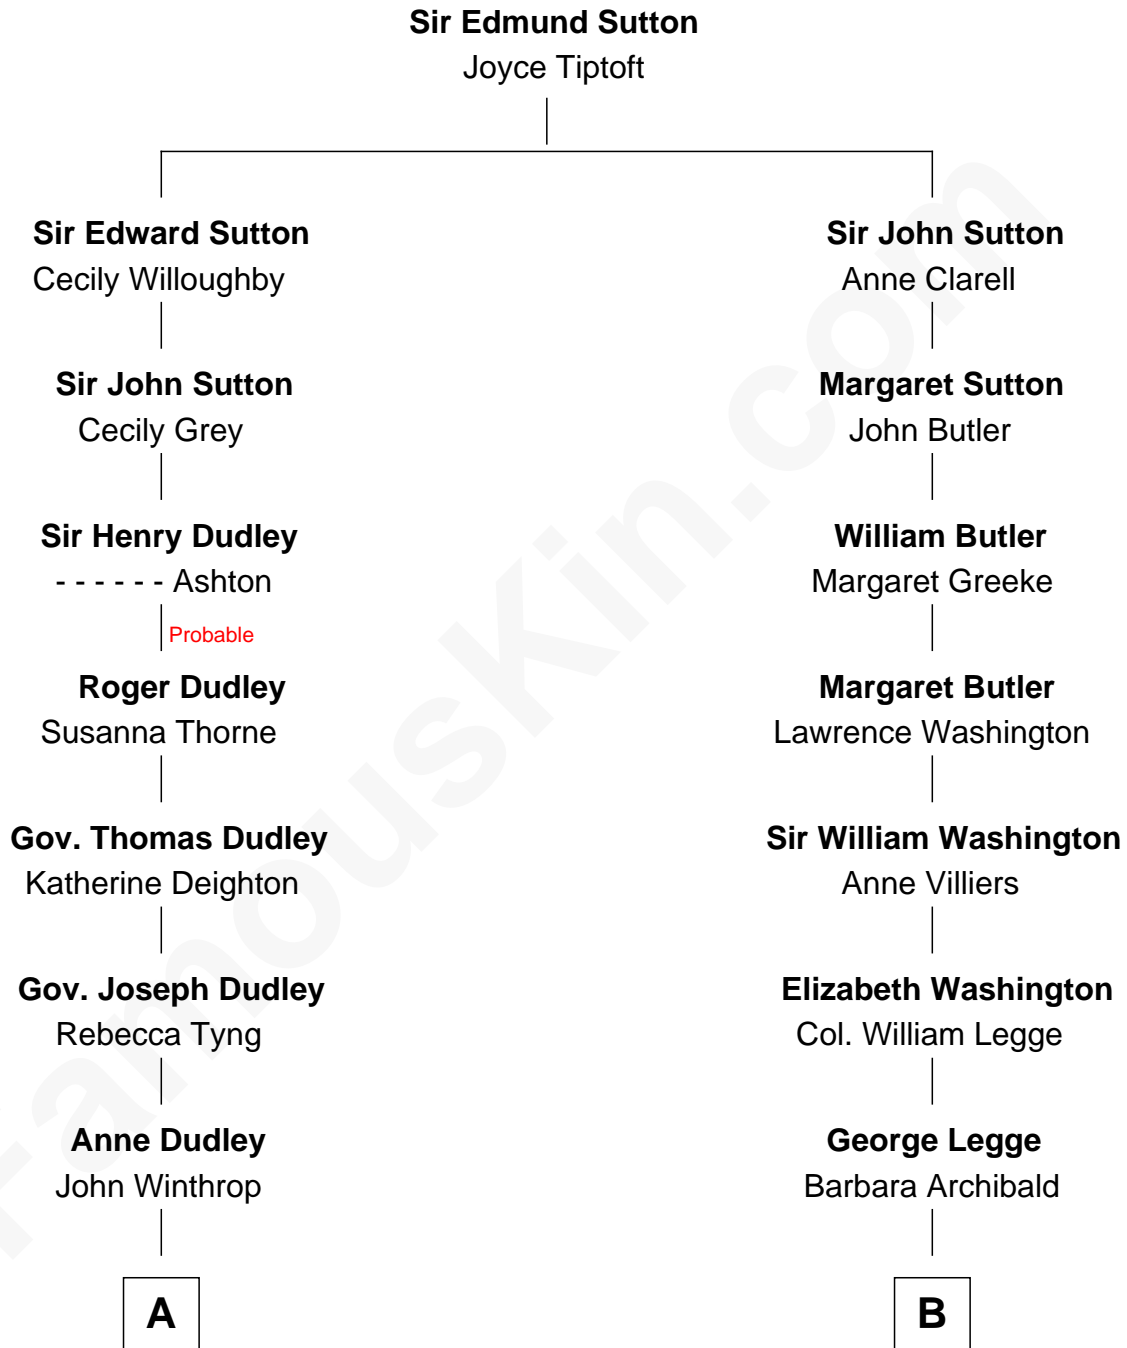 Sir Edmund Sutton
Joyce Tiptoft
Sir Edward Sutton
Cecily Willoughby
Sir John Sutton
Anne Clarell
Sir John Sutton
Cecily Grey
Margaret Sutton
John Butler
Sir Henry Dudley
- - - - - - Ashton
William Butler
Margaret Greeke
Probable
Roger Dudley
Susanna Thorne
Margaret Butler
Lawrence Washington
Gov. Thomas Dudley
Katherine Deighton
Sir William Washington
Anne Villiers
Gov. Joseph Dudley
Rebecca Tyng
Elizabeth Washington
Col. William Legge
Anne Dudley
John Winthrop
George Legge
Barbara Archibald
A
B
FamousKin.com